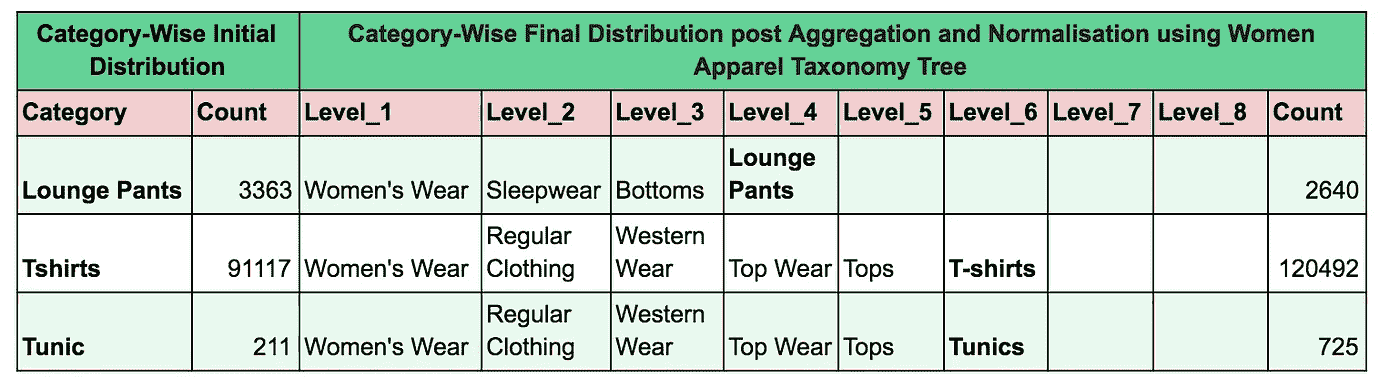 Category-Wise Initial
Distribution
Category-Wise Final Distribution post Aggregation and Normalisation using Women
Apparel Taxonomy Tree
Category Count Level_1 Level_2 Level_3 Level_4 Level_5 Level_6 Level_7 Level_8 Count
Lounge Pants 3363 Women's Wear Sleepwear Bottoms Lounge
Pants 2640
Tshirts 91117 Women's Wear Regular
Clothing Western
Wear Top Wear Tops T-shirts 120492
Tunic 211 Women's Wear Regular
Clothing Western
Wear Top Wear Tops Tunics 725